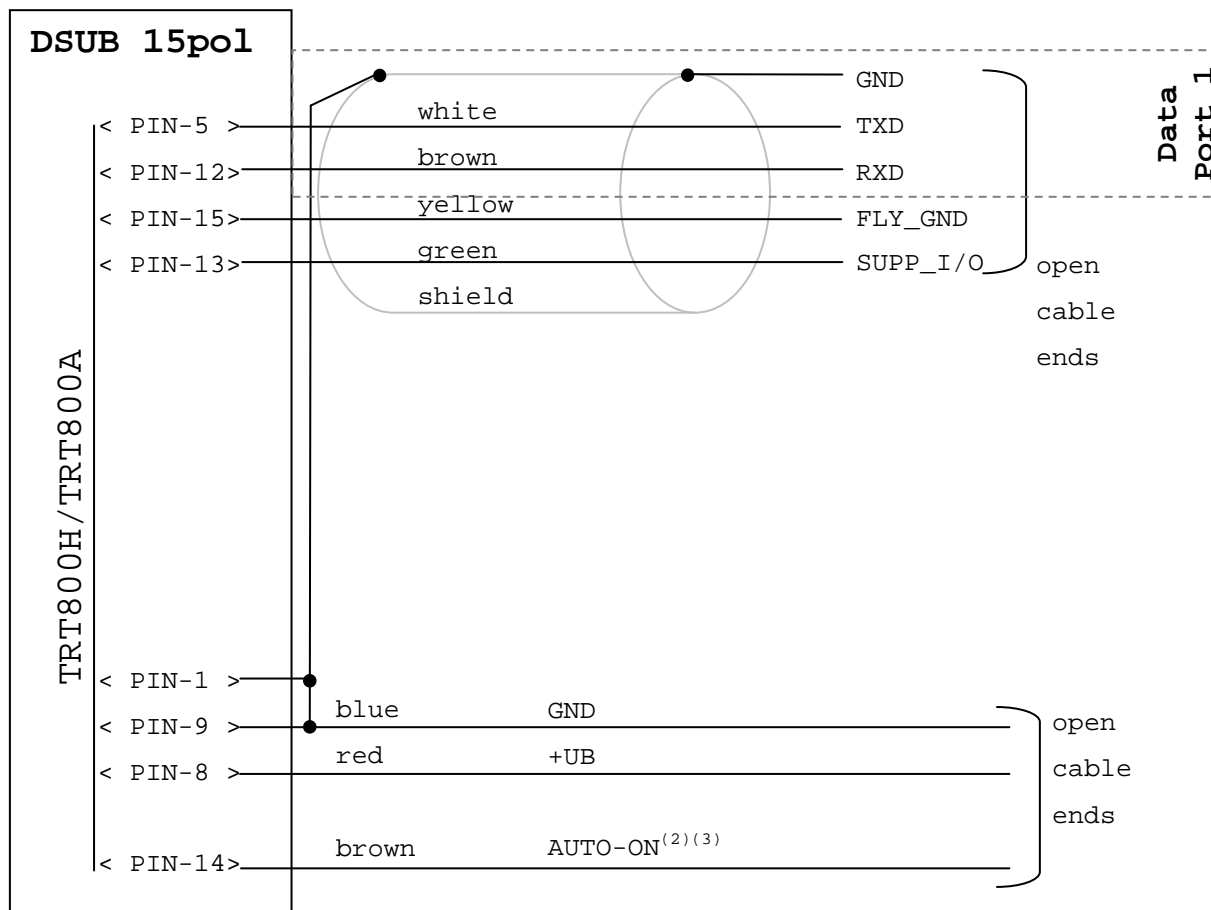 DSUB 15pol
GND
white
< PIN-5 > TXD
brown
< PIN-12> RXD
yellow
< PIN-15> FLY_GND
green
< PIN-13> SUPP_I/O
shield
open
cable
ends
Data
Port 1
TRT800H/TRT800A
< PIN-1 >
blue GND
< PIN-9 >
red +UB
< PIN-8 >
brown AUTO-ON(2)(3)
< PIN-14>
open
cable
ends